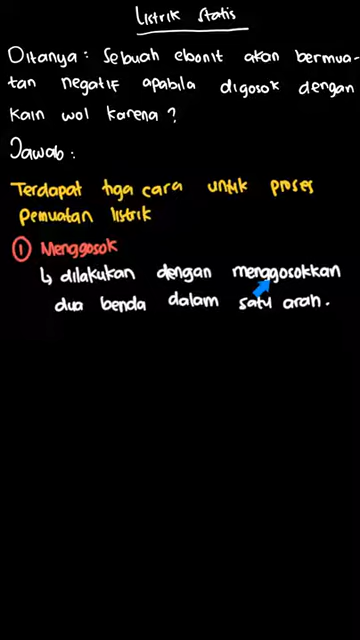 Listrik statis
Ditanya : Sebuah ebonit akan bermua-
tan negatif apabila digosok dengan
kain wol karena ?
Jawab :
Terdapat tiga cara untuk proses
pemuatan listrik
① Menggosok
↳ dilakukan dengan menggosokkan
dua benda dalam satu arah.